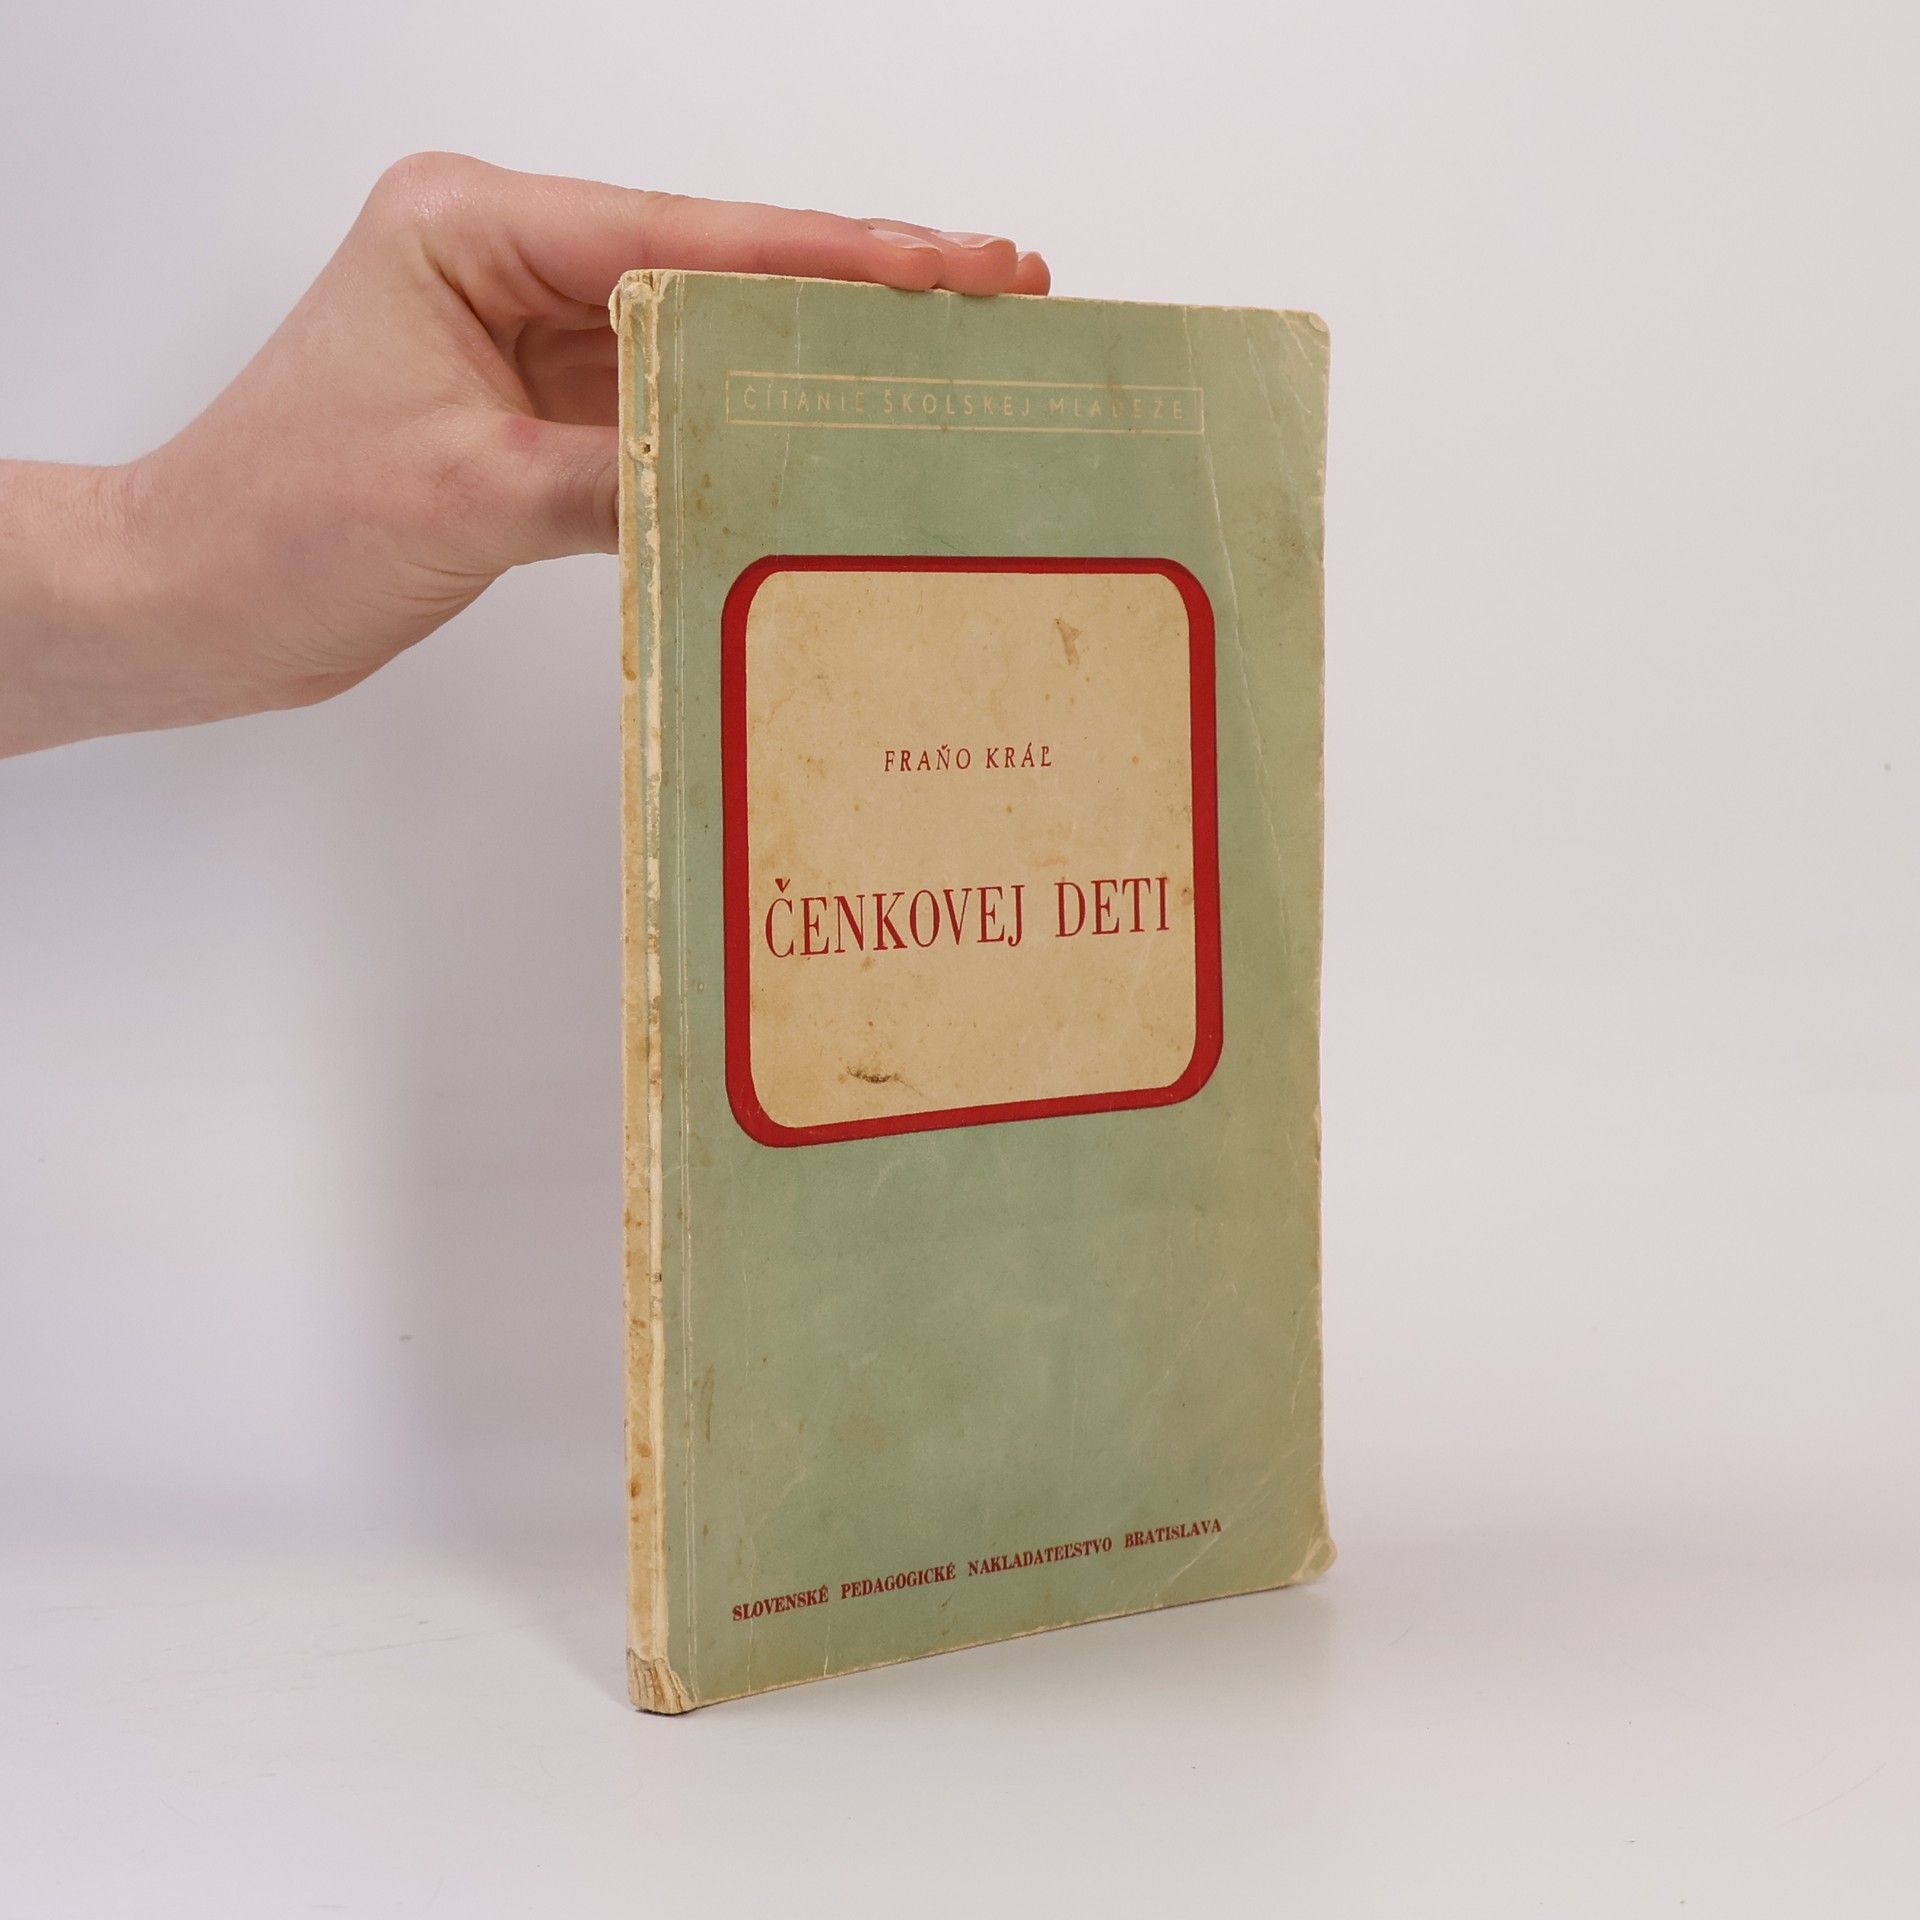 ČÍTANIE ŠKOLSKEJ MLÁDEŽE
FRAŇO KRÁĽ
ČENKOVEJ DETI
SLOVENSKÉ PEDAGOGICKÉ NAKLADATEĽSTVO BRATISLAVA